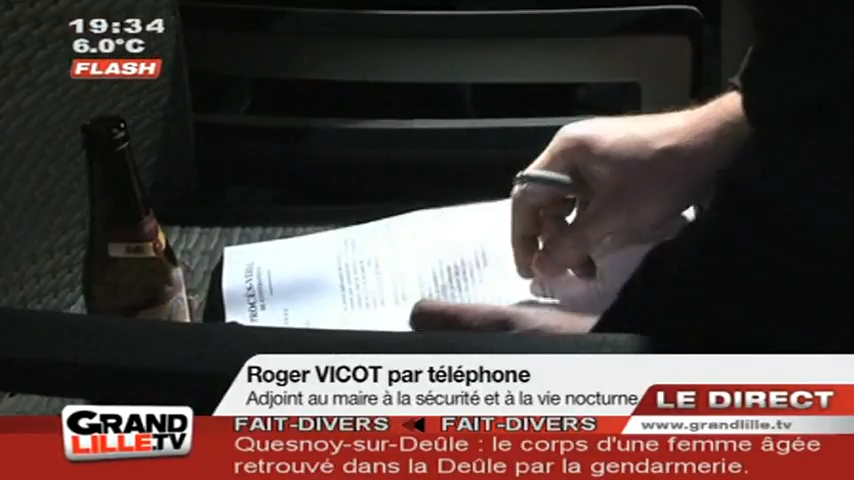 19:34
6.0°C
FLASH
PROCÈS-VERBAL
Roger VICOT par téléphone
Adjoint au maire à la sécurité et à la vie nocturne
LE DIRECT
www.grandlille.tv
GRAND
LILLE.TV
FAIT-DIVERS FAIT-DIVERS
Quesnoy-sur-Deûle : le corps d'une femme âgée
retrouvé dans la Deûle par la gendarmerie.